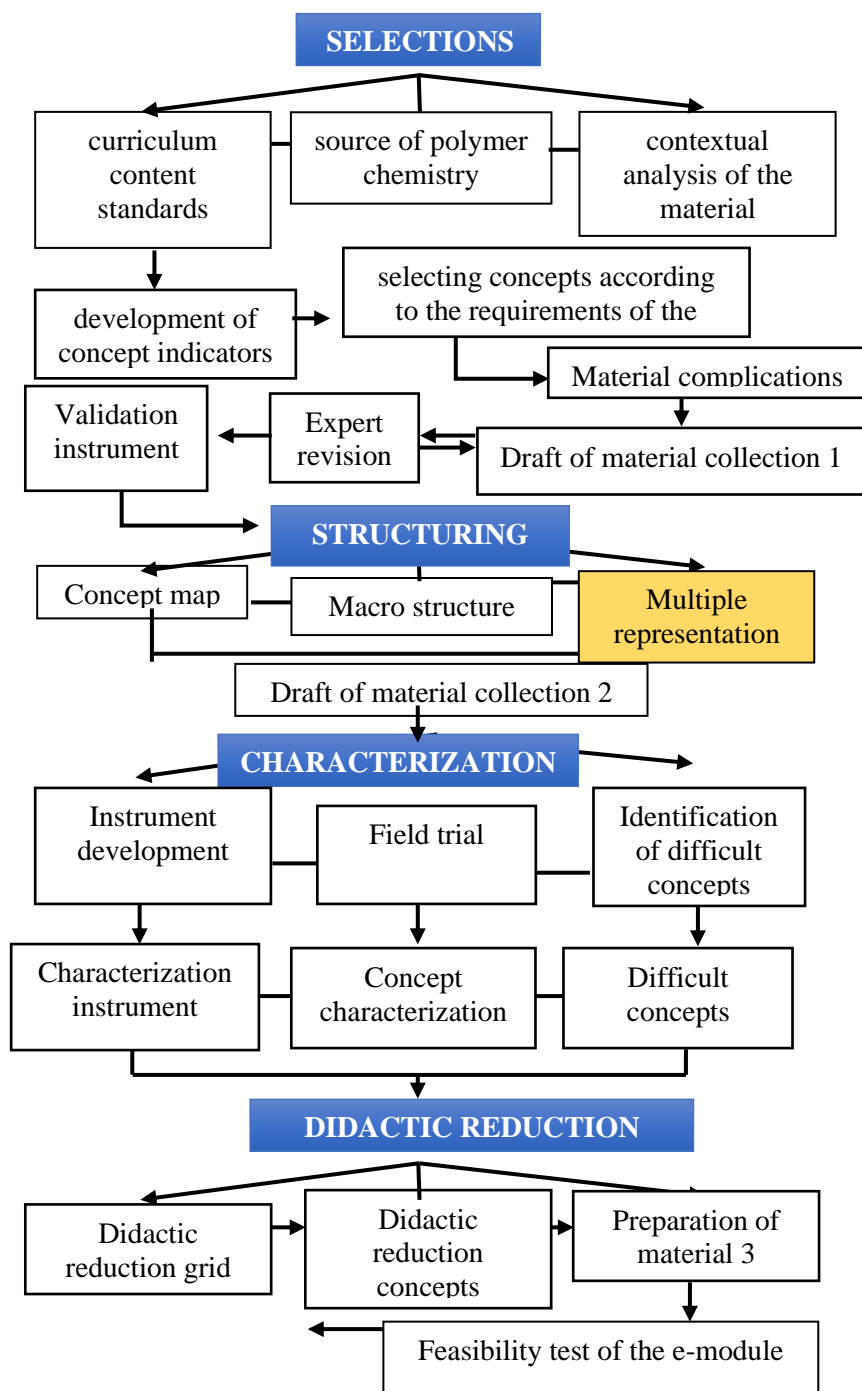 SELECTIONS
curriculum
content
standards
source of polymer
chemistry
contextual
analysis of the
material
selecting concepts according
to the requirements of the
development of
concept indicators
Material complications
Validation
instrument
Expert
revision
Draft of material collection 1
STRUCTURING
Concept map
Macro structure
Multiple
representation
Draft of material collection 2
CHARACTERIZATION
Instrument
development
Field trial
Identification
of difficult
concepts
Characterization
instrument
Concept
characterization
Difficult
concepts
DIDACTIC REDUCTION
Didactic
reduction grid
Didactic
reduction
concepts
Preparation of
material 3
Feasibility test of the e-module